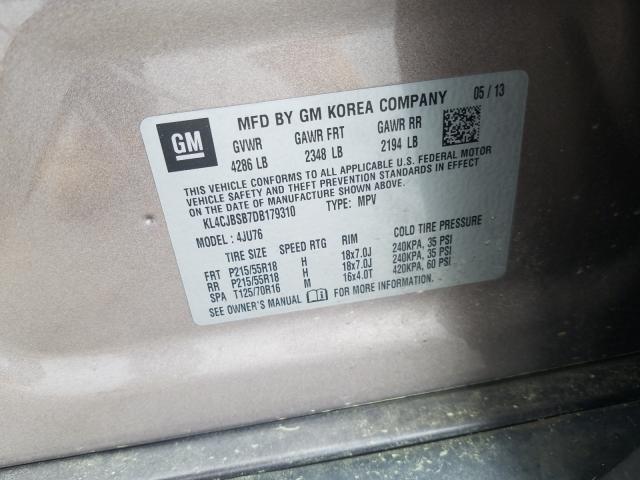 MFD BY GM KOREA COMPANY 05 / 13
GM
GVWR GAWR FRT GAWR RR
4286 LB 2348 LB 2194 LB
THIS VEHICLE CONFORMS TO ALL APPLICABLE U.S. FEDERAL MOTOR
VEHICLE SAFETY AND THEFT PREVENTION STANDARDS IN EFFECT
ON THE DATE OF MANUFACTURE SHOWN ABOVE.
KL4CJBSB7DB179310 TYPE: MPV
MODEL : 4JU76
TIRE SIZE SPEED RTG RIM COLD TIRE PRESSURE
FRT P215/55R18 H 18x7.0J 240KPA, 35 PSI
RR P215/55R18 H 18x7.0J 240KPA, 35 PSI
SPA T125/70R16 M 16x4.0T 420KPA, 60 PSI
SEE OWNER'S MANUAL FOR MORE INFORMATION.